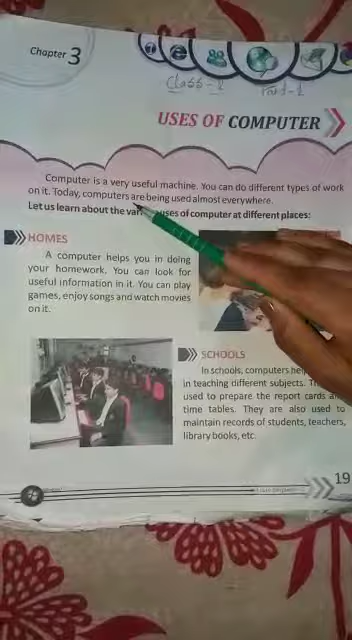 Chapter 3
Class-2 Part-1
USES OF COMPUTER
Computer is a very useful machine. You can do different types of work
on it. Today, computers are being used almost everywhere.
Let us learn about the uses of computer at different places:
HOMES
A computer helps you in doing
your homework. You can look for
useful information in it. You can play
games, enjoy songs and watch movies
on it.
SCHOOLS
In schools, computers
in teaching different subjects.
used to prepare the report cards
time tables. They are also used to
maintain records of students, teachers,
library books, etc.
19